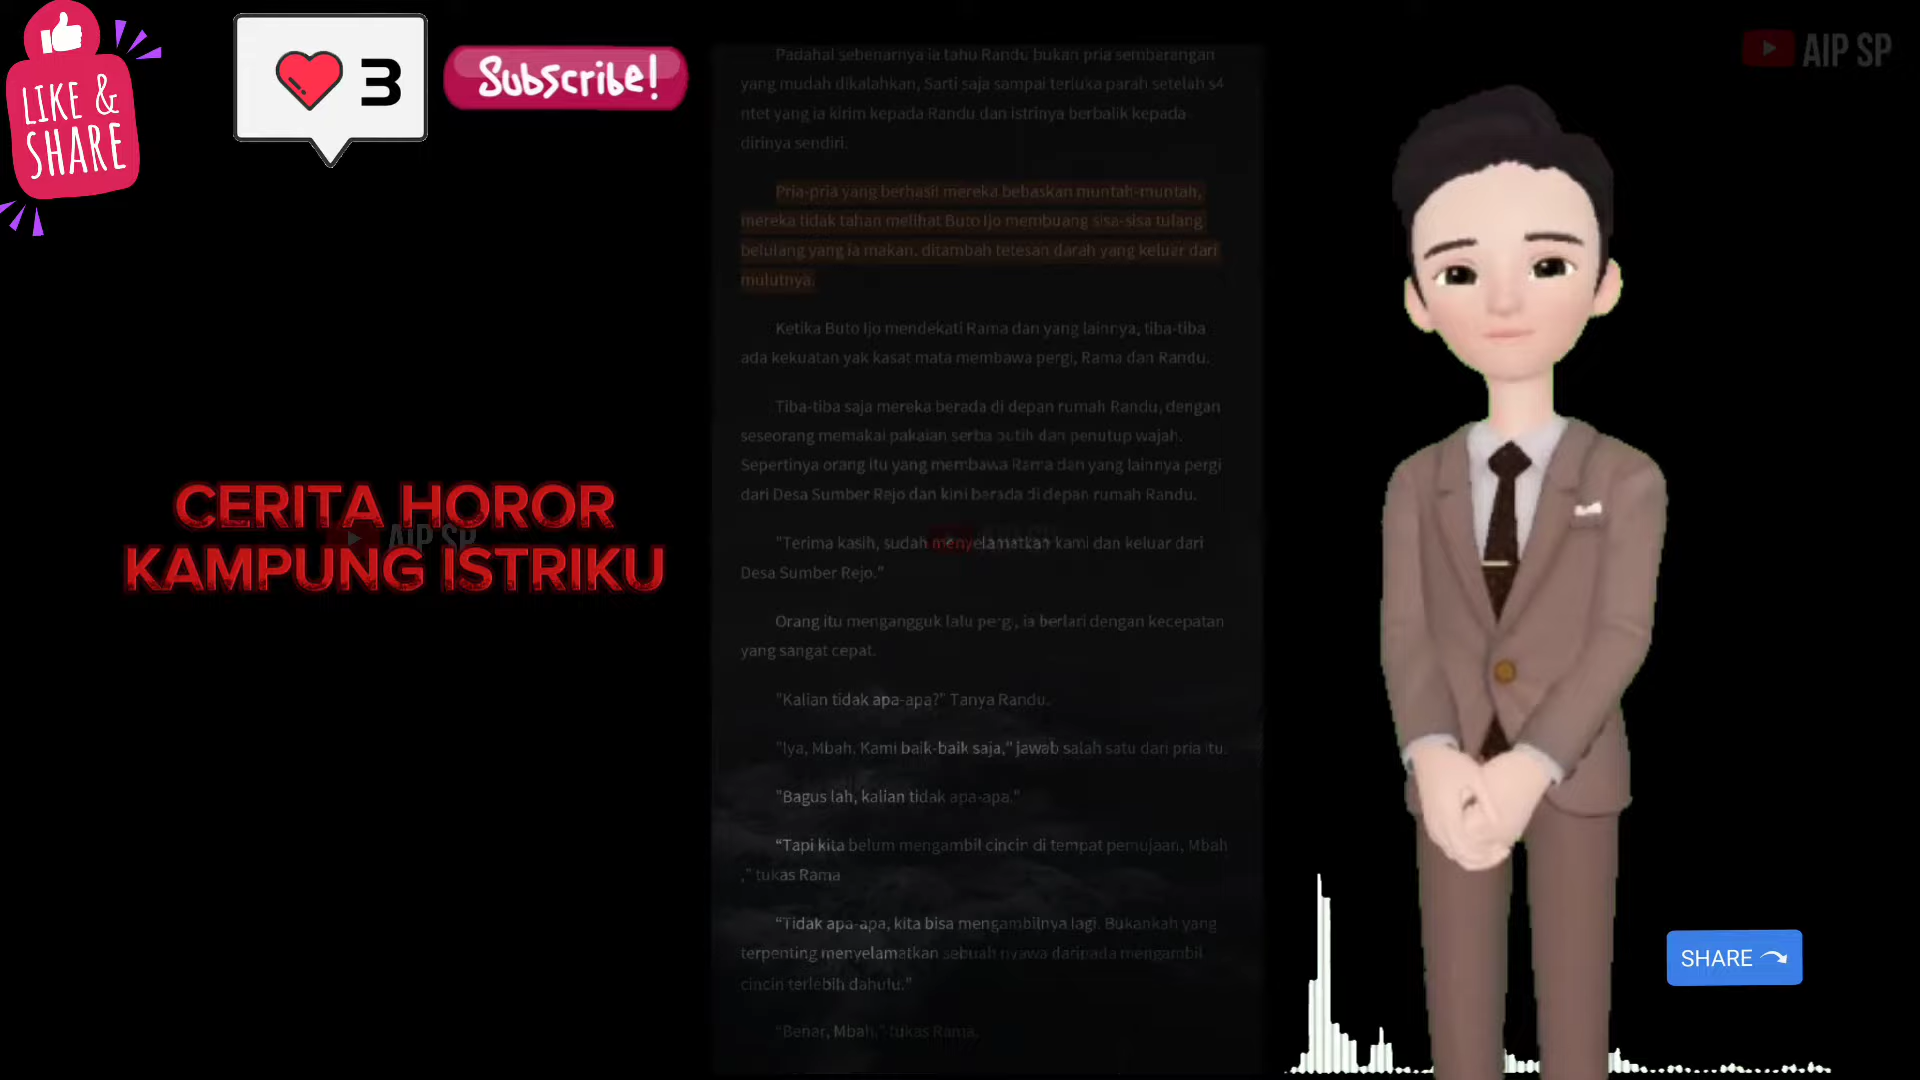 LIKE &
SHARE
3
Subscribe!
AIP SP
Padahal sebenarnya ia tahu Randu bukan pria sembarangan
yang mudah dikalahkan, Sarti saja sampai terluka parah setelah s4
ntet yang ia kirim kepada Randu dan istrinya berbalik kepada
dirinya sendiri.
Pria-pria yang berhasil mereka bebaskan muntah-muntah,
mereka tidak tahan melihat Buto Ijo membuang sisa-sisa tulang
belulang yang ia makan. ditambah tetesan darah yang keluar dari
mulutnya.
Ketika Buto Ijo mendekati Rama dan yang lainnya, tiba-tiba
ada kekuatan yak kasat mata membawa pergi, Rama dan Randu.
Tiba-tiba saja mereka berada di depan rumah Randu, dengan
seseorang memakai pakaian serba putih dan penutup wajah.
Sepertinya orang itu yang membawa Rama dan yang lainnya pergi
dari Desa Sumber Rejo dan kini berada di depan rumah Randu.
"Terima kasih, sudah menyelamatkan kami dan keluar dari
Desa Sumber Rejo."
Orang itu mengangguk lalu pergi, ia berlari dengan kecepatan
yang sangat cepat.
"Kalian tidak apa-apa?" Tanya Randu.
"Iya, Mbah. Kami baik-baik saja," jawab salah satu dari pria itu.
"Bagus lah, kalian tidak apa-apa."
"Tapi kita belum mengambil cincin di tempat pemujaan, Mbah
," tukas Rama
"Tidak apa-apa, kita bisa mengambilnya lagi. Bukankah yang
terpenting menyelamatkan sebuah nyawa daripada mengambil
cincin terlebih dahulu."
"Benar, Mbah," tukas Rama.
CERITA HOROR
AIP SP
KAMPUNG ISTRIKU
SHARE